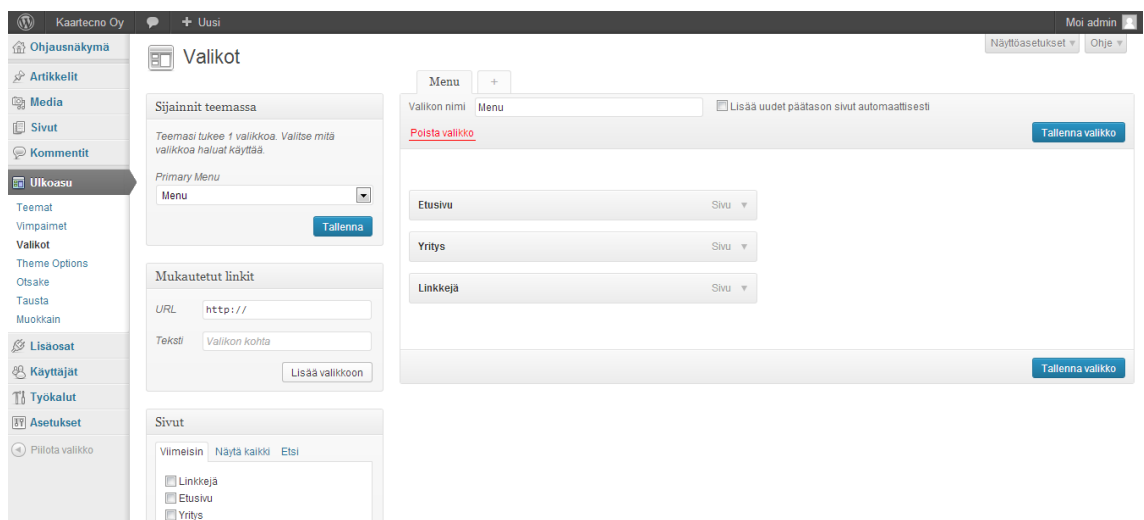 Kaartecno Oy + Uusi Moi admin
Näyttöasetukset Ohje
Ohjausnäkymä
Artikkelit
Media
Sivut
Kommentit
Ulkoasu
Teemat
Vimpaimet
Valikot
Theme Options
Otsake
Tausta
Muokkain
Lisäosat
Käyttäjät
Työkalut
Asetukset
Piilota valikko
Valikot
Sijainnit teemassa
Teemasi tukee 1 valikkoa. Valitse mitä
valikkoa haluat käyttää.
Primary Menu
Menu
Tallenna
Mukautetut linkit
URL http://
Teksti Valikon kohta
Lisää valikkoon
Sivut
Viimeisin Näytä kaikki Etsi
Linkkejä
Etusivu
Yritys
Menu +
Valikon nimi Menu Lisää uudet päätason sivut automaattisesti
Poista valikko Tallenna valikko
Etusivu Sivu
Yritys Sivu
Linkkejä Sivu
Tallenna valikko